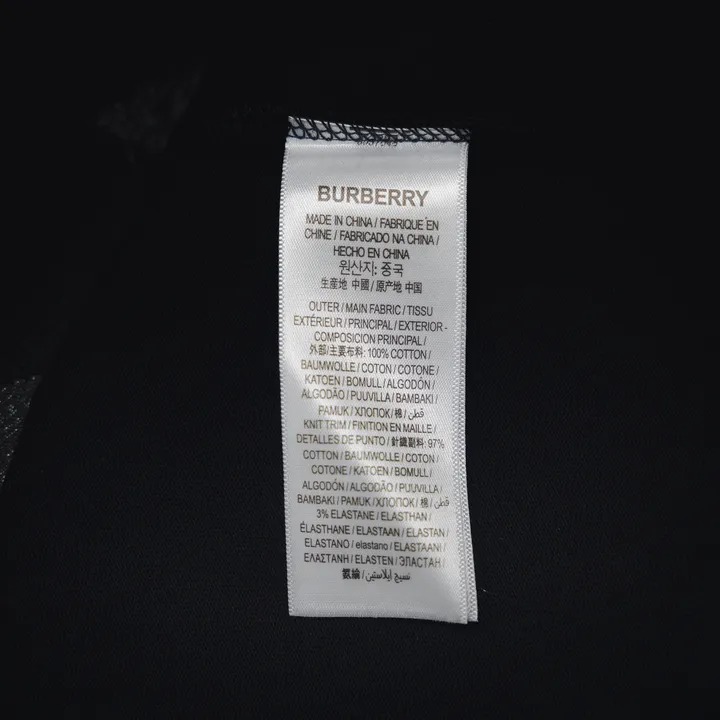 BURBERRY
MADE IN CHINA / FABRIQUE EN
CHINE / FABRICADO NA CHINA /
HECHO EN CHINA
원산지: 중국
生産地 中國 / 原产地 中国
OUTER / MAIN FABRIC / TISSU
EXTÉRIEUR / PRINCIPAL / EXTERIOR -
COMPOSICIÓN PRINCIPAL /
外部/主要布料: 100% COTTON /
BAUMWOLLE / COTON / COTONE /
KATOEN / BOMULL / ALGODÓN /
ALGODÃO / PUUVILLA / BAMBAKI /
PAMUK / ХЛОПОК / 棉 / قطن
KNIT TRIM / FINITION EN MAILLE /
DETALLES DE PUNTO / 針織副料: 97%
COTTON / BAUMWOLLE / COTON /
COTONE / KATOEN / BOMULL /
ALGODÓN / ALGODÃO / PUUVILLA /
BAMBAKI / PAMUK / ХЛОПОК / 棉 / قطن
3% ELASTANE / ELASTHAN /
ÉLASTHANE / ELASTAAN / ELASTAN /
ELASTANO / elastano / ELASTAANI /
ΕΛΑΣΤΑΝΗ / ELASTEN / ЭЛАСТАН /
نسيج إيلاستين /